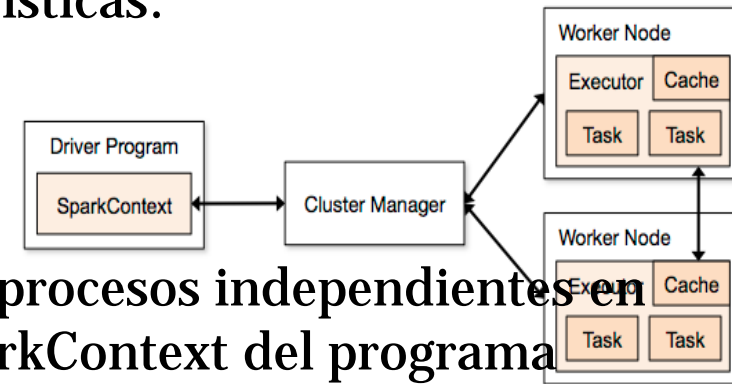 ísticas:
Worker Node
Executor
Cache
Task
Task
Driver Program
SparkContext
Cluster Manager
Worker Node
procesos independientes en
Executor
Cache
rkContext del programa
Task
Task